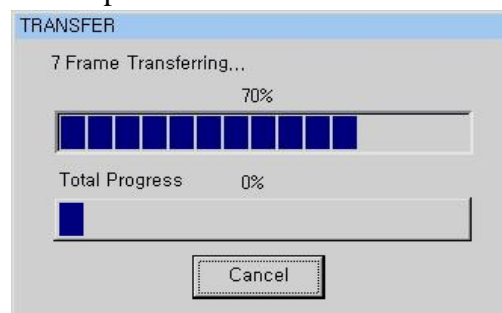 TRANSFER
7 Frame Transferring...
70%
Total Progress 0%
Cancel